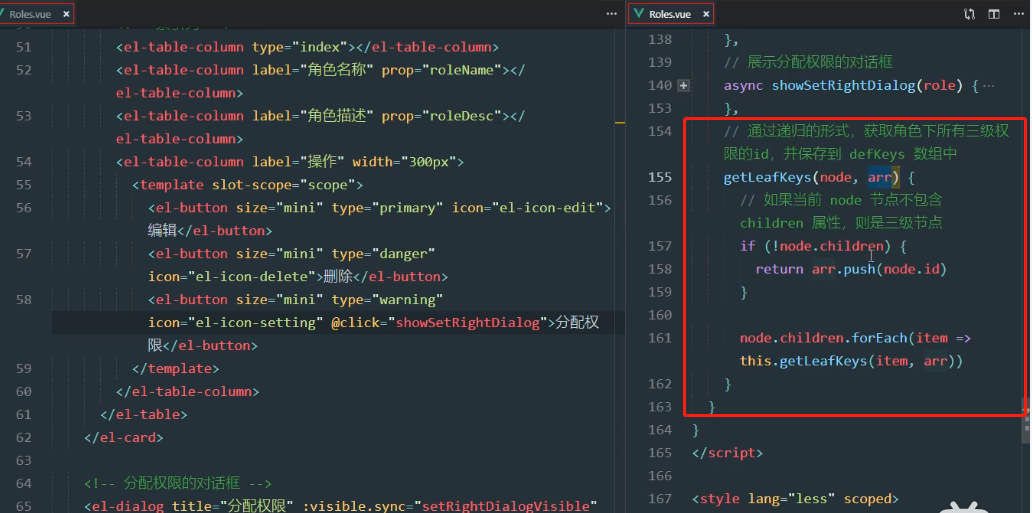 Roles.vue ×
51 <el-table-column type="index"></el-table-column>
52 <el-table-column label="角色名称" prop="roleName"></
el-table-column>
53 <el-table-column label="角色描述" prop="roleDesc"></
el-table-column>
54 <el-table-column label="操作" width="300px">
55 <template slot-scope="scope">
56 <el-button size="mini" type="primary" icon="el-icon-edit">
编辑</el-button>
57 <el-button size="mini" type="danger"
icon="el-icon-delete">删除</el-button>
58 <el-button size="mini" type="warning"
icon="el-icon-setting" @click="showSetRightDialog">分配权
限</el-button>
59 </template>
60 </el-table-column>
61 </el-table>
62 </el-card>
63
64 <!-- 分配权限的对话框 -->
65 <el-dialog title="分配权限" :visible.sync="setRightDialogVisible"
Roles.vue ×
138 },
139 // 展示分配权限的对话框
140 async showSetRightDialog(role) { ⋯
153 },
154 // 通过递归的形式，获取角色下所有三级权
限的id，并保存到 defKeys 数组中
155 getLeafKeys(node, arr) {
156 // 如果当前 node 节点不包含
children 属性，则是三级节点
157 if (!node.children) {
158 return arr.push(node.id)
159 }
160
161 node.children.forEach(item =>
this.getLeafKeys(item, arr))
162 }
163 }
164 }
165 </script>
166
167 <style lang="less" scoped>